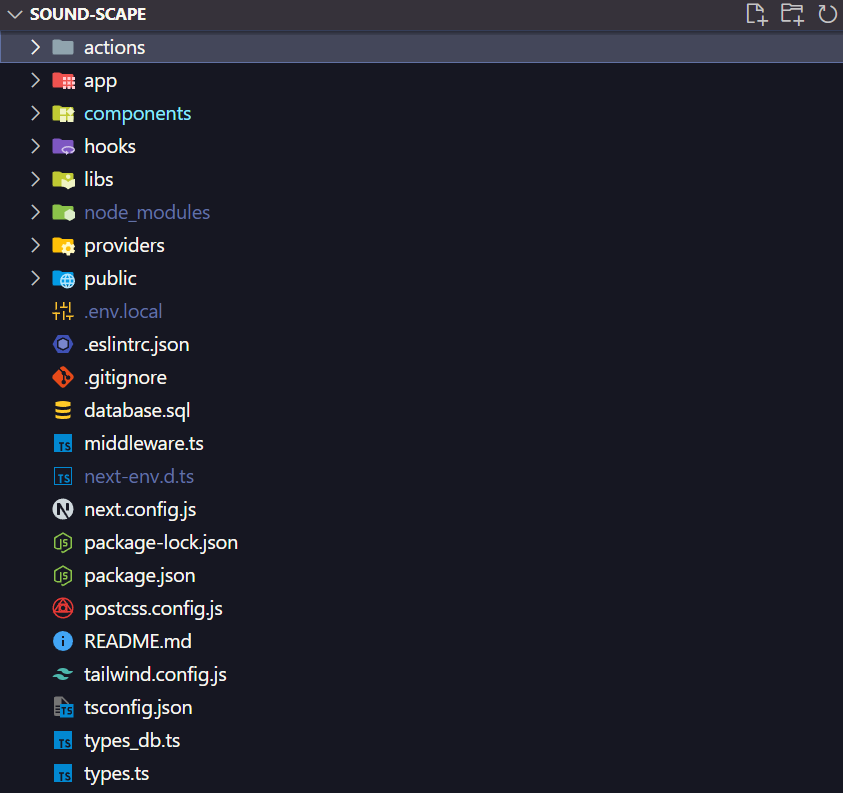 SOUND-SCAPE
actions
app
components
hooks
libs
node_modules
providers
public
.env.local
.eslintrc.json
.gitignore
database.sql
middleware.ts
next-env.d.ts
next.config.js
package-lock.json
package.json
postcss.config.js
README.md
tailwind.config.js
tsconfig.json
types_db.ts
types.ts